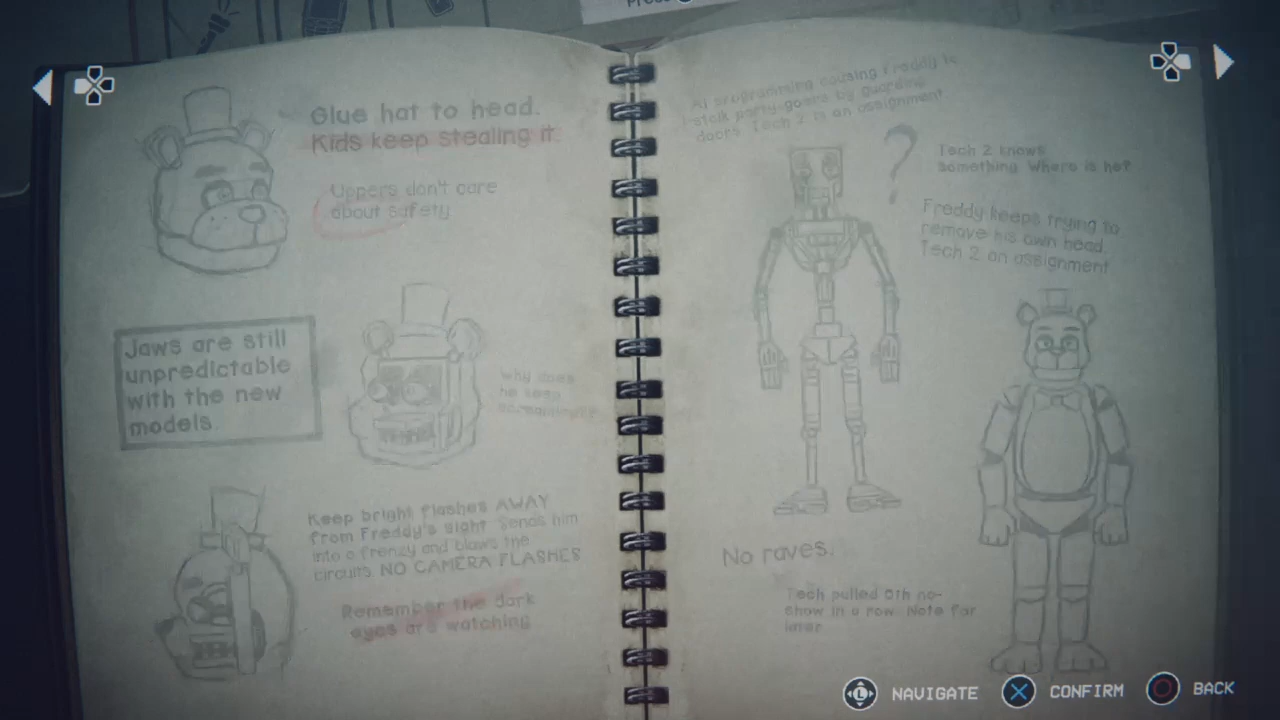 Press
Glue hat to head.
Kids keep stealing it.
Uppers don't care
about safety
Jaws are still
unpredictable
with the new
models.
why does
he keep
Keep bright flashes AWAY
from Freddy's sight. Sends him
into a frenzy and blows the
circuits. NO CAMERA FLASHES
Remember the dark
eyes are watching
AI programming causing Freddy to
stalk party-goers by guarding
doors. Tech 2 is on assignment.
?
Tech 2 knows
something. Where is he?
Freddy keeps trying to
remove his own head.
Tech 2 on assignment
No raves.
Tech pulled 6th no-
show in a row. Note for
later
NAVIGATE
CONFIRM
BACK